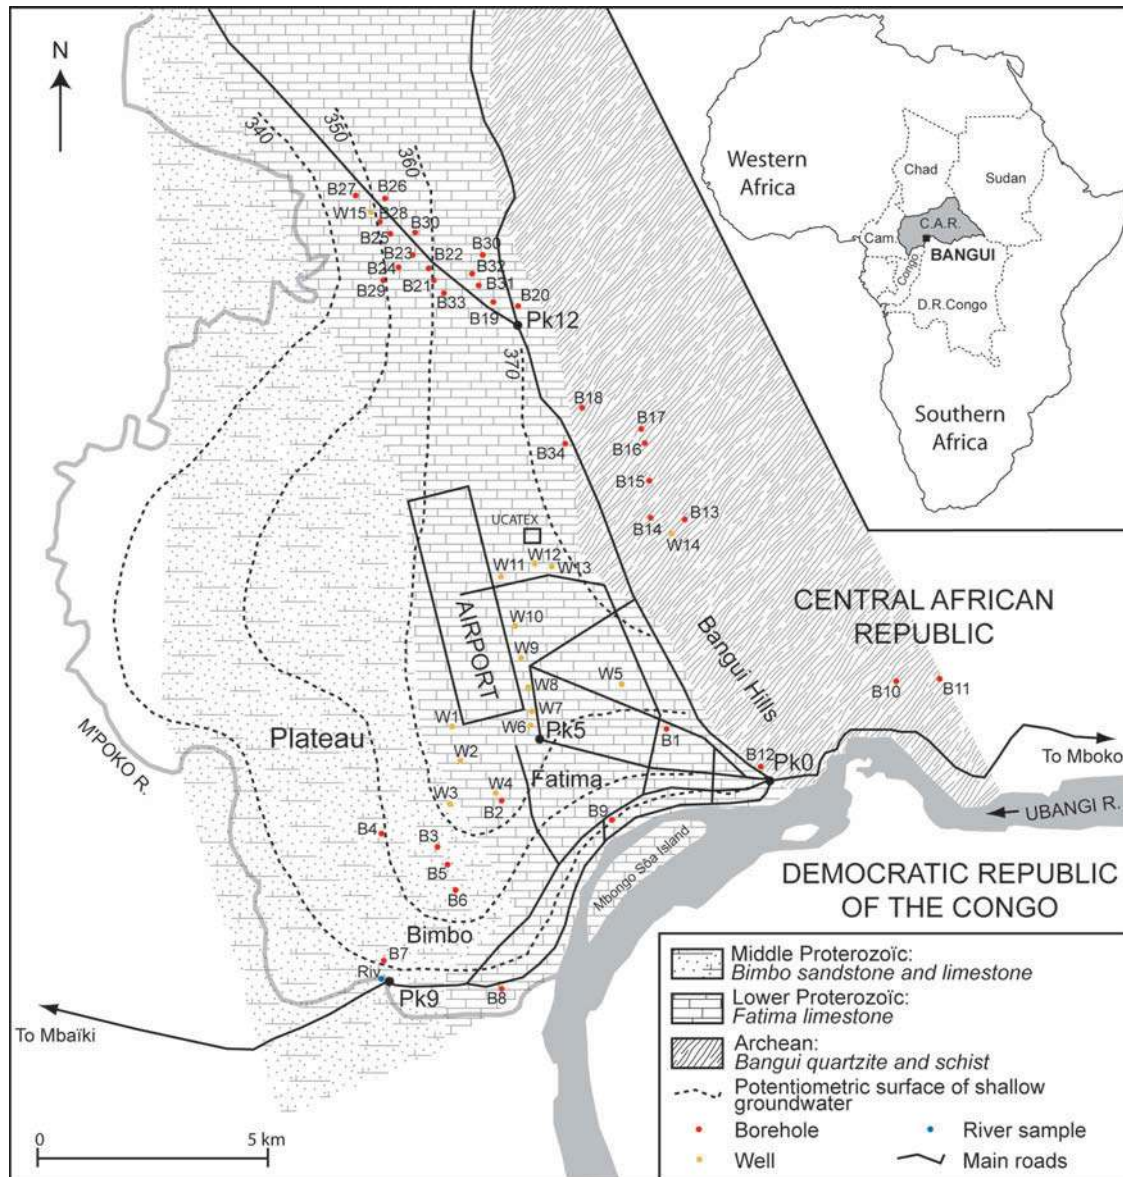 N
340
350
360
B27
B26
W15
B28
B25
B30
B23
B22
B30
B24
B32
B29
B21
B31
B33
B19
B20
Pk12
370
B18
B17
B34
B16
B15
B14
B13
W14
UCATEX
W12
W11
W13
AIRPORT
W10
W9
W8
W5
W7
W6
Pk5
W1
W2
Plateau
Fatima
B1
Bangui Hills
B12
Pk0
W4
W3
B2
B9
B4
B3
B5
B6
Bimbo
B7
Riv
Pk9
B8
M'POKO R.
To Mbaïki
Mbongo Sôa Island
B10
B11
To Mboko
UBANGI R.
CENTRAL AFRICAN
REPUBLIC
DEMOCRATIC REPUBLIC
OF THE CONGO
Western
Africa
Chad
Sudan
Cam.
C.A.R.
BANGUI
Congo
D.R.Congo
Southern
Africa
Middle Proterozoïc:
Bimbo sandstone and limestone
Lower Proterozoïc:
Fatima limestone
Archean:
Bangui quartzite and schist
Potentiometric surface of shallow
groundwater
Borehole
River sample
Well
Main roads
0
5 km